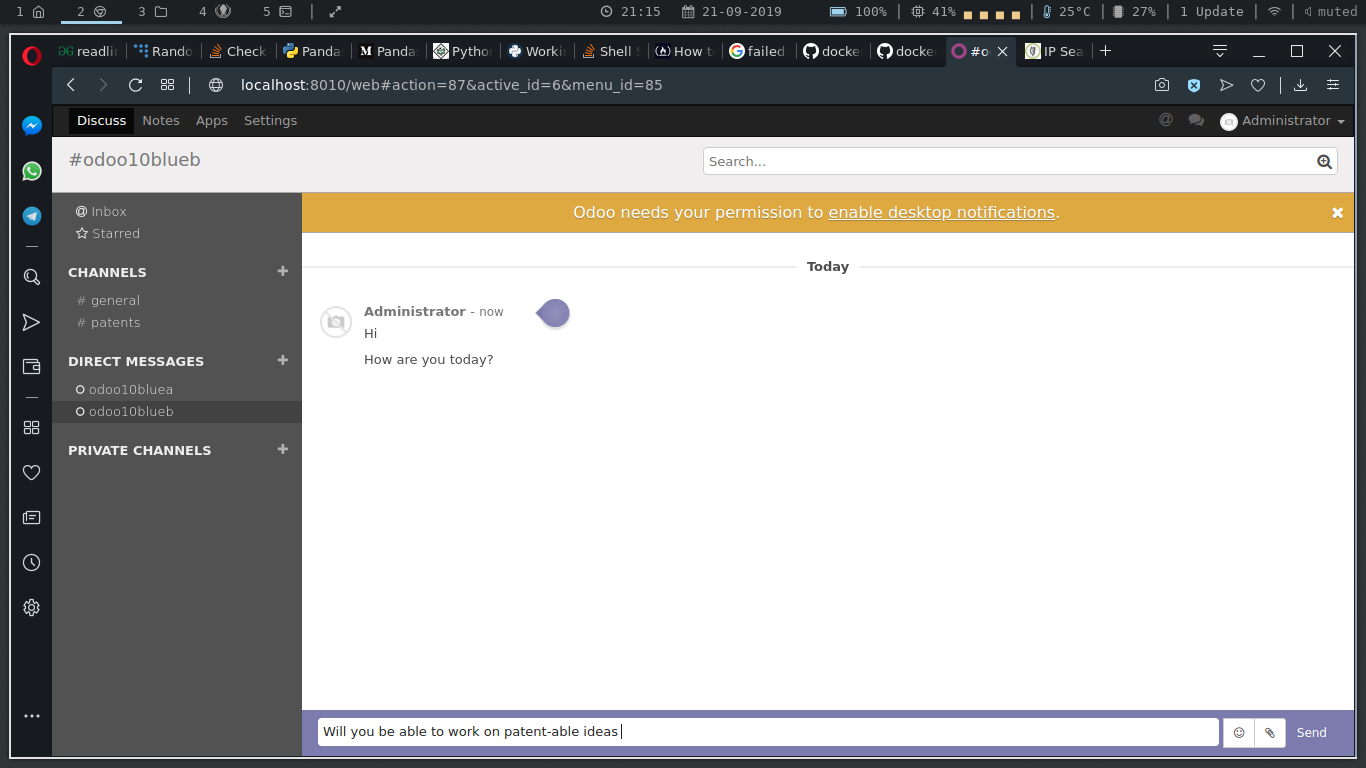 1 2 3 4 5 21:15 21-09-2019 100% 41% 25°C 27% 1 Update muted
readli Rando Check Panda Panda Pytho Worki Shell S How t failed docke docke #o IP Sea
localhost:8010/web#action=87&active_id=6&menu_id=85
Discuss Notes Apps Settings @ Administrator
#odoo10blueb Search...
Inbox
Odoo needs your permission to enable desktop notifications.
Starred
CHANNELS
# general
# patents
DIRECT MESSAGES
odoo10bluea
odoo10blueb
PRIVATE CHANNELS
Today
Administrator - now
Hi
How are you today?
Will you be able to work on patent-able ideas Send